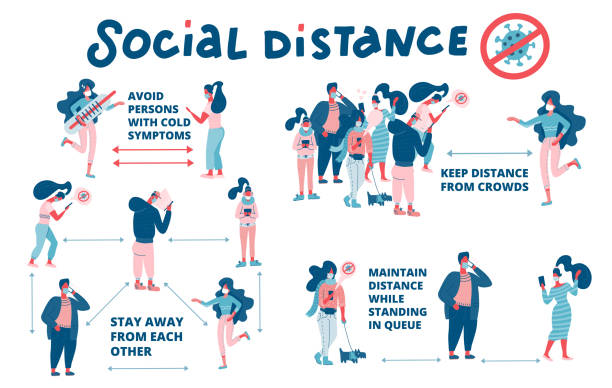 SOCIAL DISTANCE
AVOID
PERSONS
WITH COLD
SYMPTOMS
KEEP DISTANCE
FROM CROWDS
STAY AWAY
FROM EACH
OTHER
MAINTAIN
DISTANCE
WHILE
STANDING
IN QUEUE